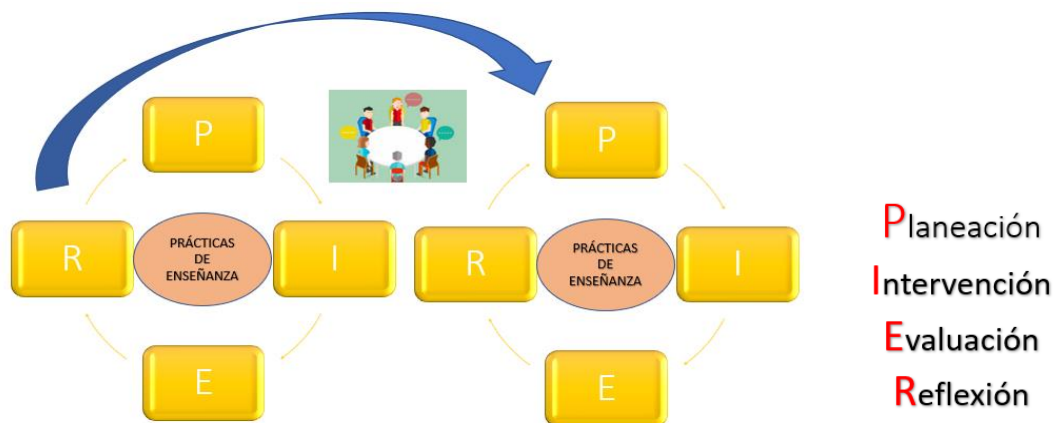 P
R
PRÁCTICAS
DE
ENSEÑANZA
I
E
P
R
PRÁCTICAS
DE
ENSEÑANZA
I
E
Planeación
Intervención
Evaluación
Reflexión